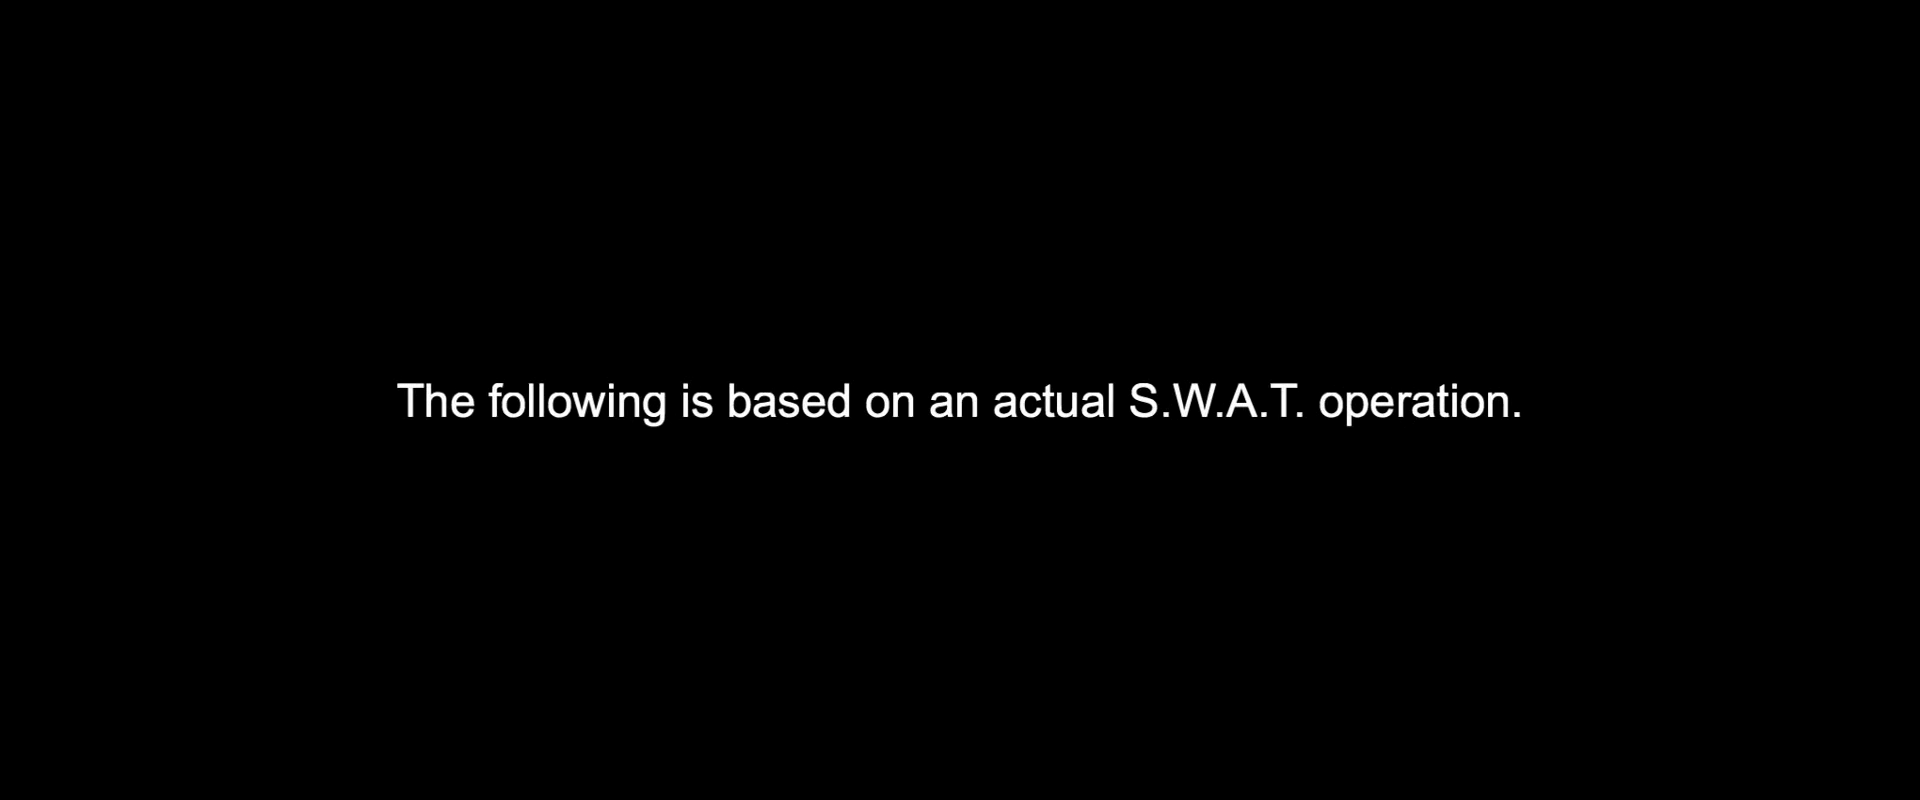 The following is based on an actual S.W.A.T. operation.